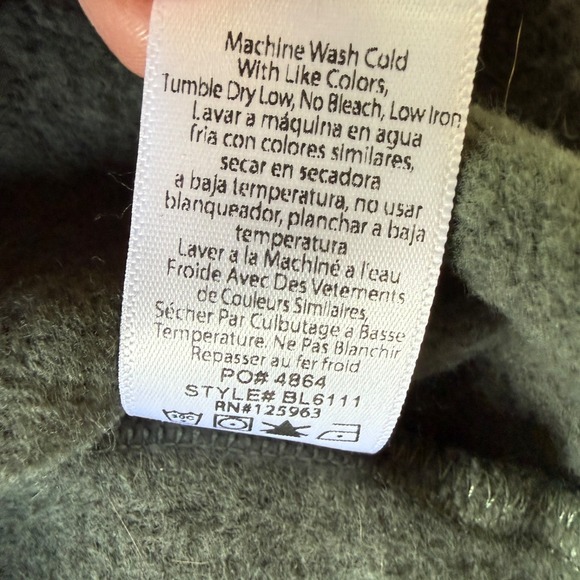 Machine Wash Cold
With Like Colors,
Tumble Dry Low, No Bleach, Low Iron
Lavar a máquina en agua
fria con colores similares,
secar en secadora
a baja temperatura, no usar
blanqueador, planchar a baja
temperatura
Laver a la Machine a l'eau
Froide Avec Des Vetements
de Couleurs Similaires,
Sécher Par Culbutage a Basse
Temperature. Ne Pas Blanchir
Repasser au fer froid
PO# 4864
STYLE# BL6111
RN#125963